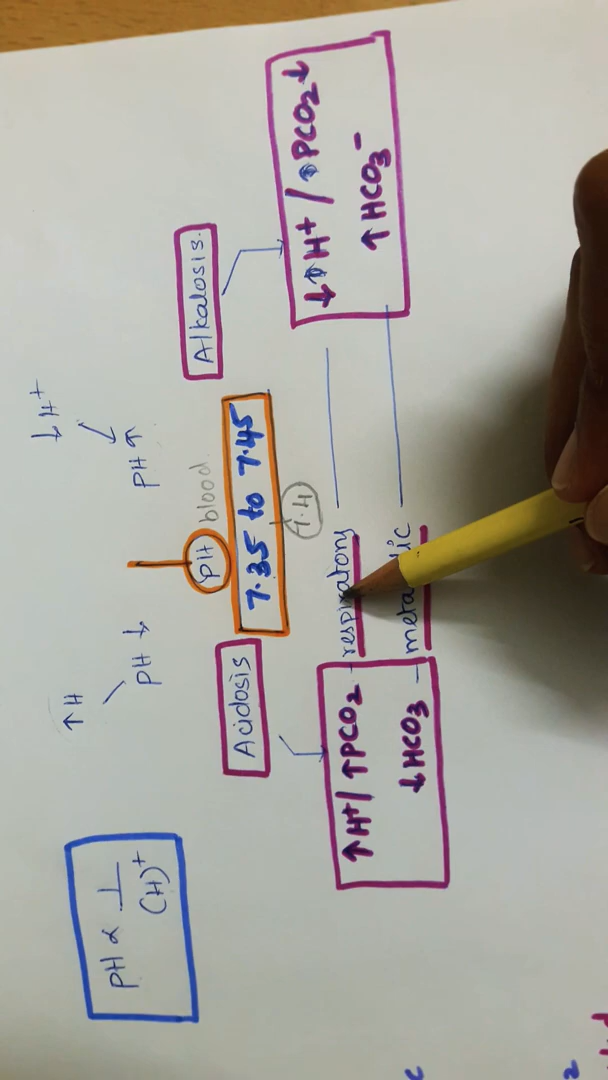 PH ∝ 1/(H)+
↑H
PH↓
↓H+
PH↑
PH blood
7.35 to 7.45
7.4
Acidosis
Alkalosis
↑H+/↑PCO2 - respiratory
↓HCO3 - metabolic
↓H+/PCO2↓
↑HCO3-